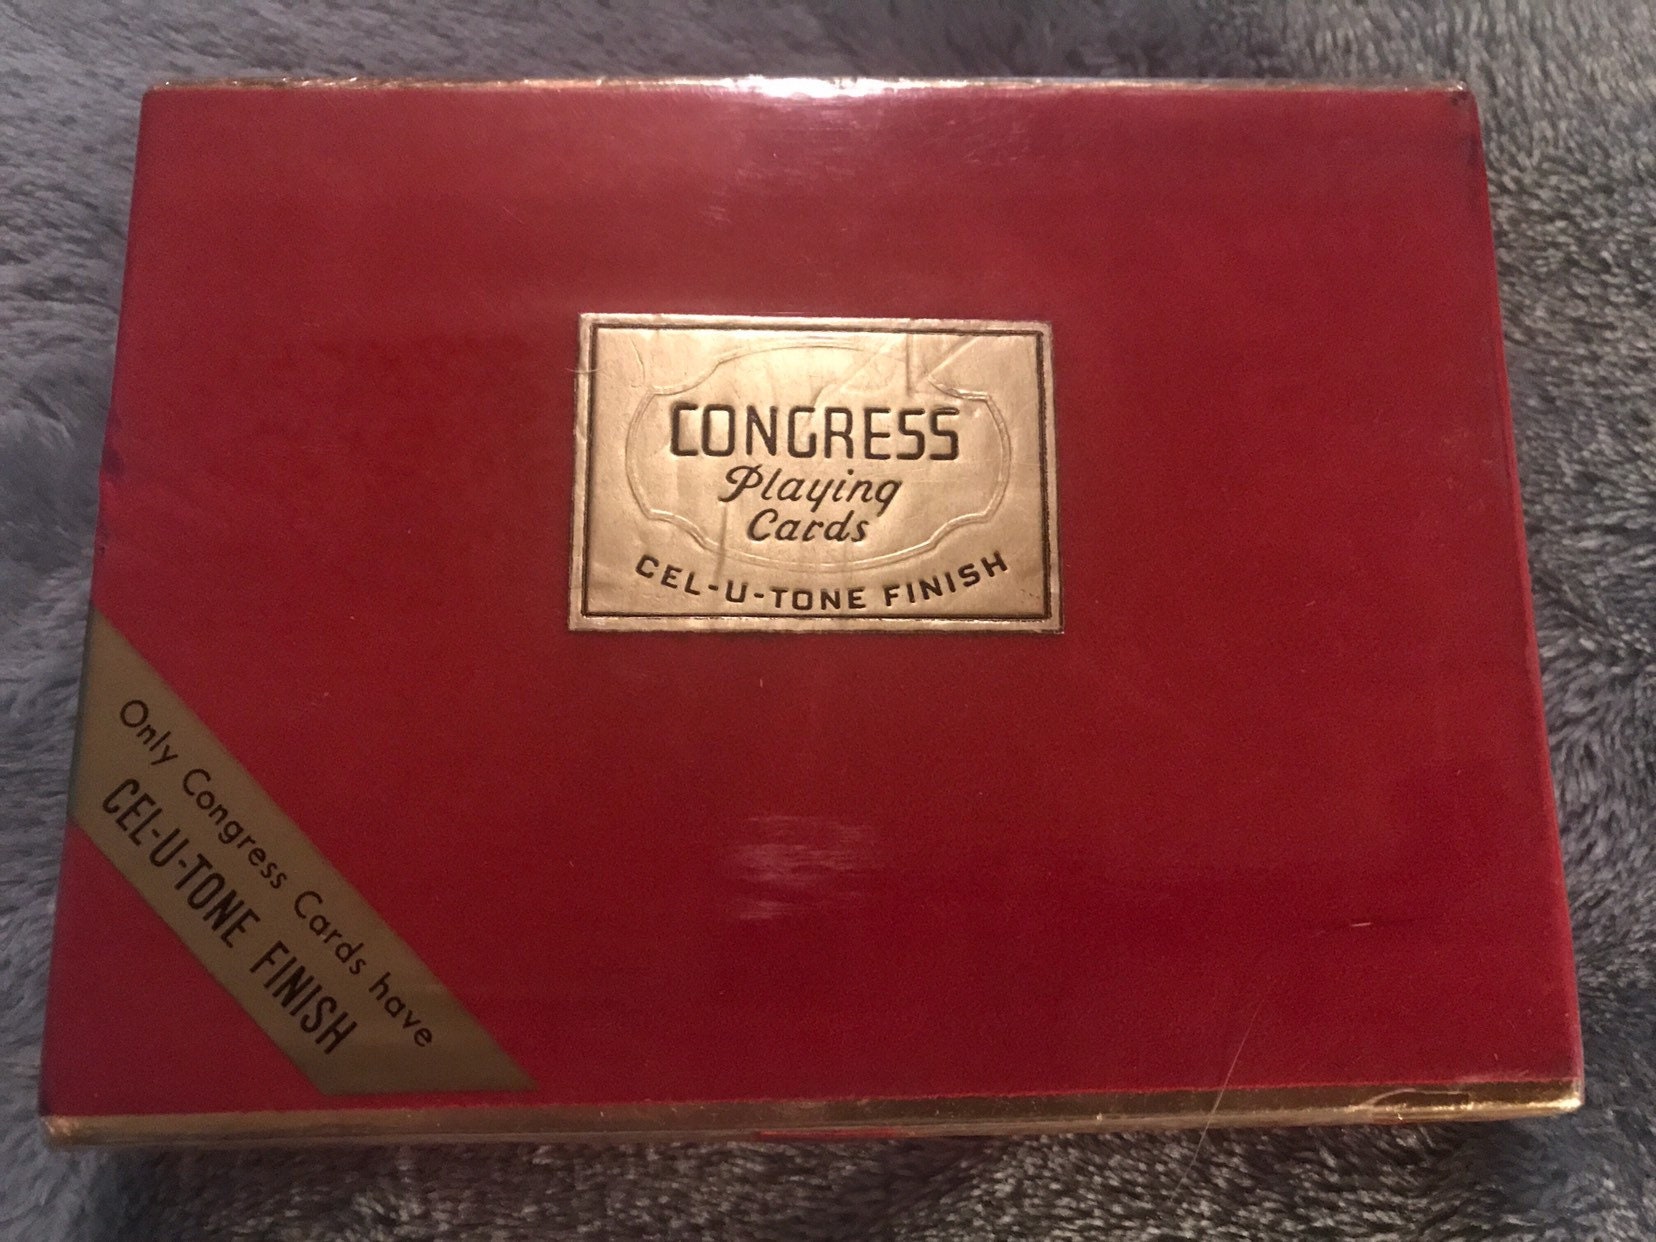 CONGRESS
Playing
Cards
CEL-U-TONE FINISH
Only Congress Cards have
CEL-U-TONE FINISH